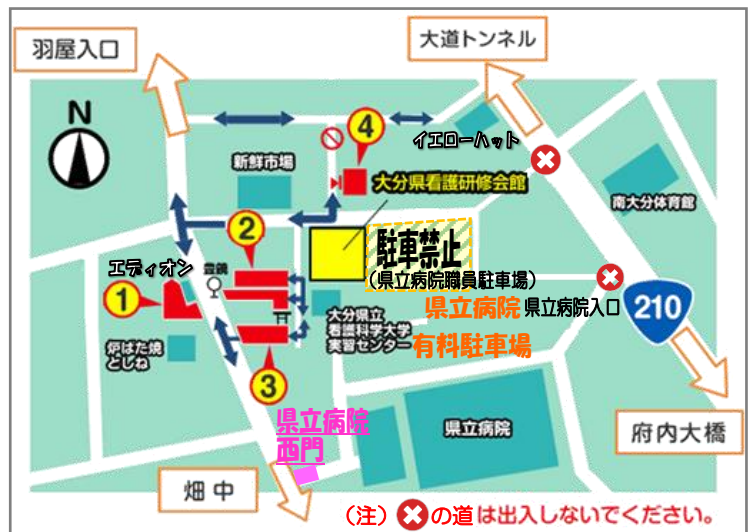 羽屋入口
大道トンネル
N
4
イエローハット
新鮮市場
大分県看護研修会館
南大分体育館
2
駐車禁止
(県立病院職員駐車場)
エディオン
豊鏡
1
大分県立
看護科学大学
実習センター
県立病院
有料駐車場
県立病院入口
210
炉ばた焼
としね
3
県立病院
西門
県立病院
府内大橋
畑中
(注)×の道は出入しないでください。